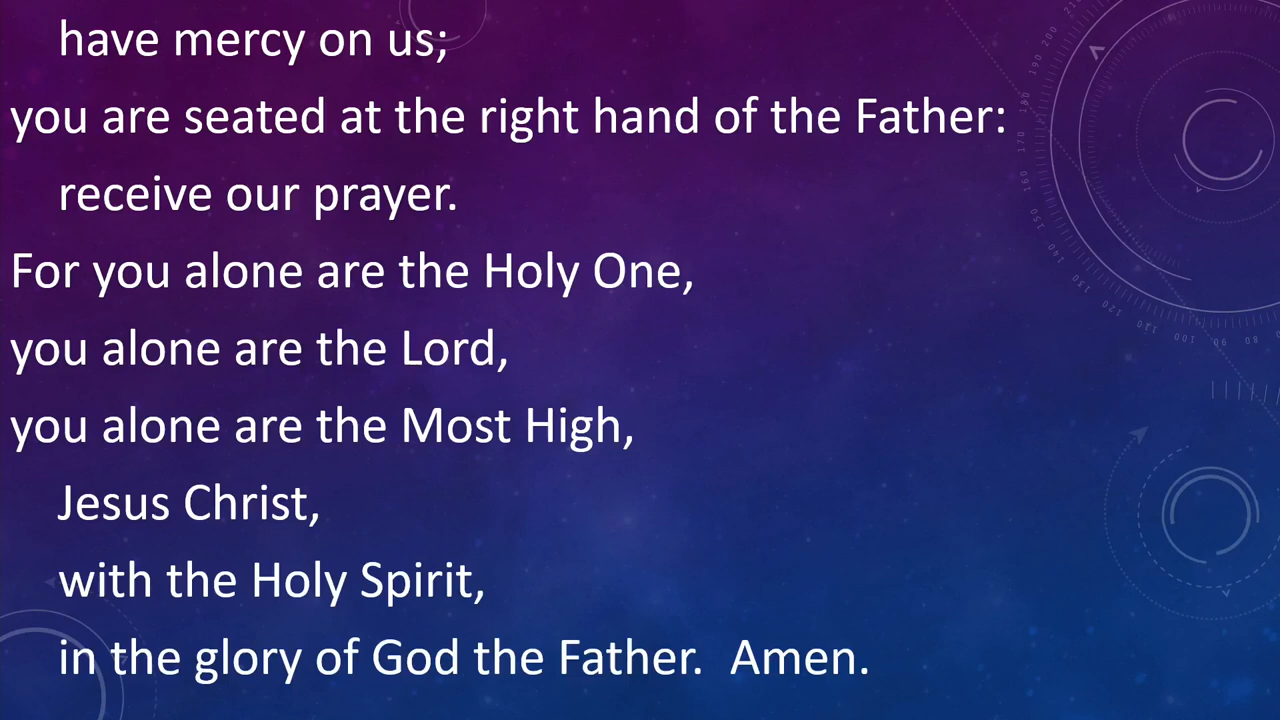 have mercy on us;
you are seated at the right hand of the Father:
receive our prayer.
For you alone are the Holy One,
you alone are the Lord,
you alone are the Most High,
Jesus Christ,
with the Holy Spirit,
in the glory of God the Father.  Amen.